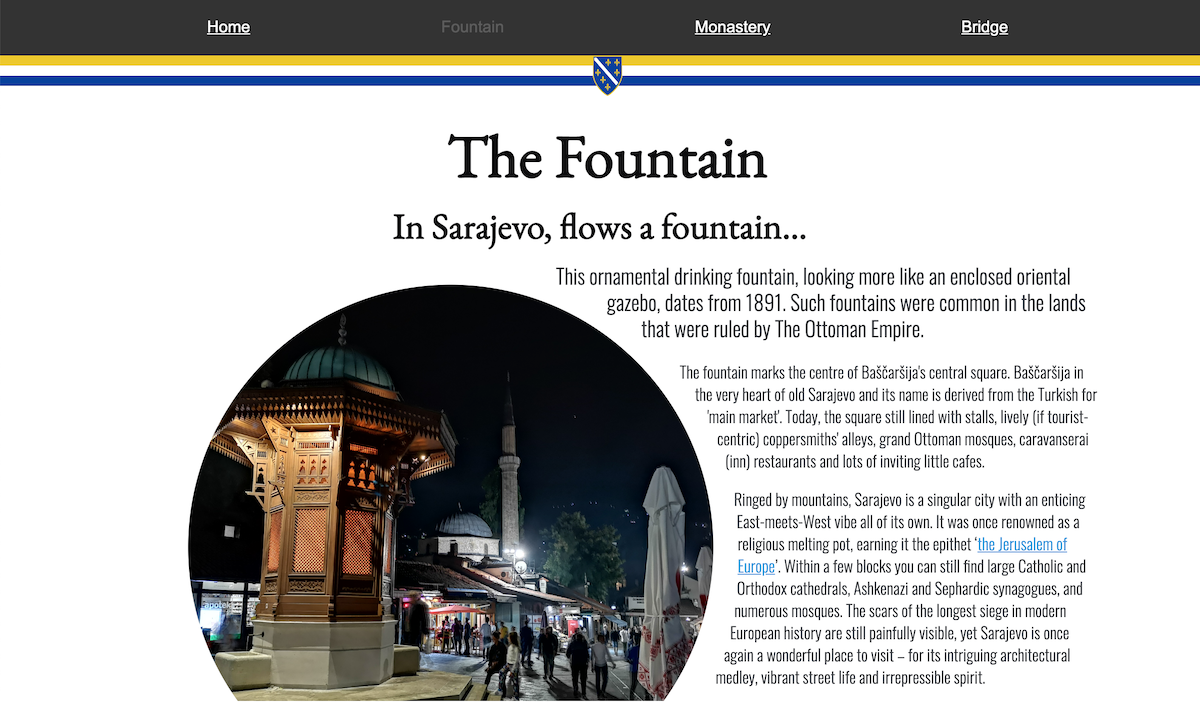 Home Fountain Monastery Bridge
The Fountain
In Sarajevo, flows a fountain...
This ornamental drinking fountain, looking more like an enclosed oriental
gazebo, dates from 1891. Such fountains were common in the lands
that were ruled by The Ottoman Empire.
The fountain marks the centre of Baščaršija's central square. Baščaršija in
the very heart of old Sarajevo and its name is derived from the Turkish for
'main market'. Today, the square still lined with stalls, lively (if tourist-
centric) coppersmiths' alleys, grand Ottoman mosques, caravanserai
(inn) restaurants and lots of inviting little cafes.
Ringed by mountains, Sarajevo is a singular city with an enticing
East-meets-West vibe all of its own. It was once renowned as a
religious melting pot, earning it the epithet ‘the Jerusalem of
Europe’. Within a few blocks you can still find large Catholic and
Orthodox cathedrals, Ashkenazi and Sephardic synagogues, and
numerous mosques. The scars of the longest siege in modern
European history are still painfully visible, yet Sarajevo is once
again a wonderful place to visit – for its intriguing architectural
medley, vibrant street life and irrepressible spirit.